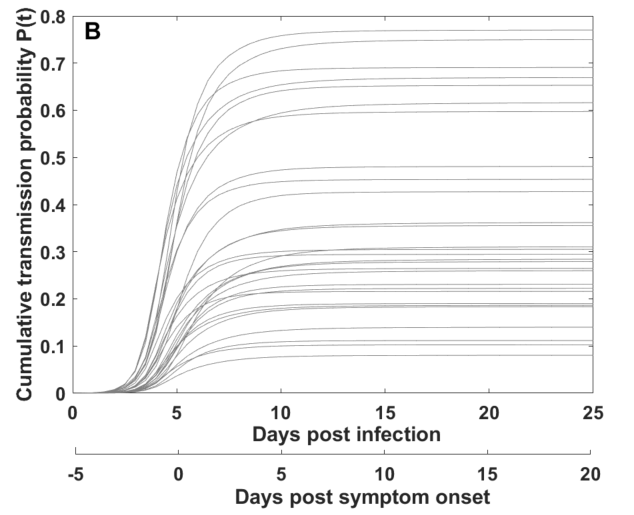 B
Cumulative transmission probability P(t)
0.8
0.7
0.6
0.5
0.4
0.3
0.2
0.1
0
0 5 10 15 20 25
Days post infection
-5 0 5 10 15 20
Days post symptom onset